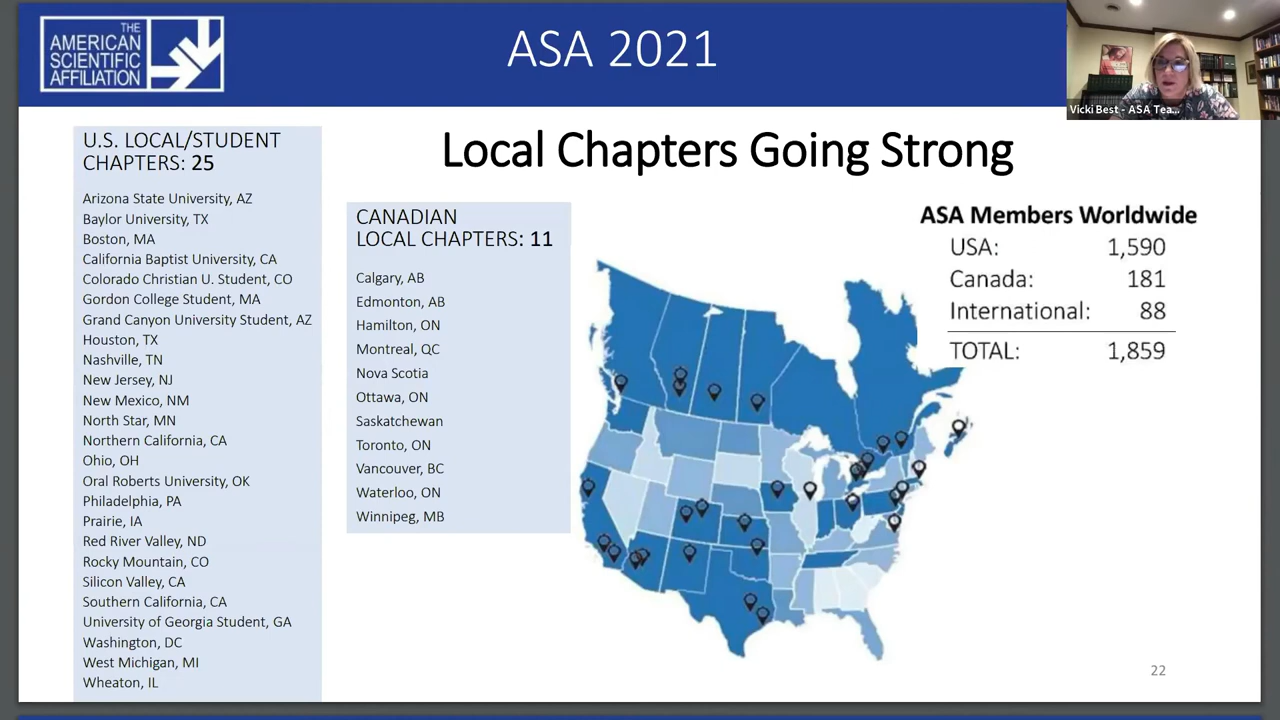 THE
AMERICAN
SCIENTIFIC
AFFILIATION
ASA 2021
Vicki Best - ASA Tea...
U.S. LOCAL/STUDENT
CHAPTERS: 25
Arizona State University, AZ
Baylor University, TX
Boston, MA
California Baptist University, CA
Colorado Christian U. Student, CO
Gordon College Student, MA
Grand Canyon University Student, AZ
Houston, TX
Nashville, TN
New Jersey, NJ
New Mexico, NM
North Star, MN
Northern California, CA
Ohio, OH
Oral Roberts University, OK
Philadelphia, PA
Prairie, IA
Red River Valley, ND
Rocky Mountain, CO
Silicon Valley, CA
Southern California, CA
University of Georgia Student, GA
Washington, DC
West Michigan, MI
Wheaton, IL
Local Chapters Going Strong
CANADIAN
LOCAL CHAPTERS: 11
Calgary, AB
Edmonton, AB
Hamilton, ON
Montreal, QC
Nova Scotia
Ottawa, ON
Saskatchewan
Toronto, ON
Vancouver, BC
Waterloo, ON
Winnipeg, MB
ASA Members Worldwide
USA: 1,590
Canada: 181
International: 88
TOTAL: 1,859
22